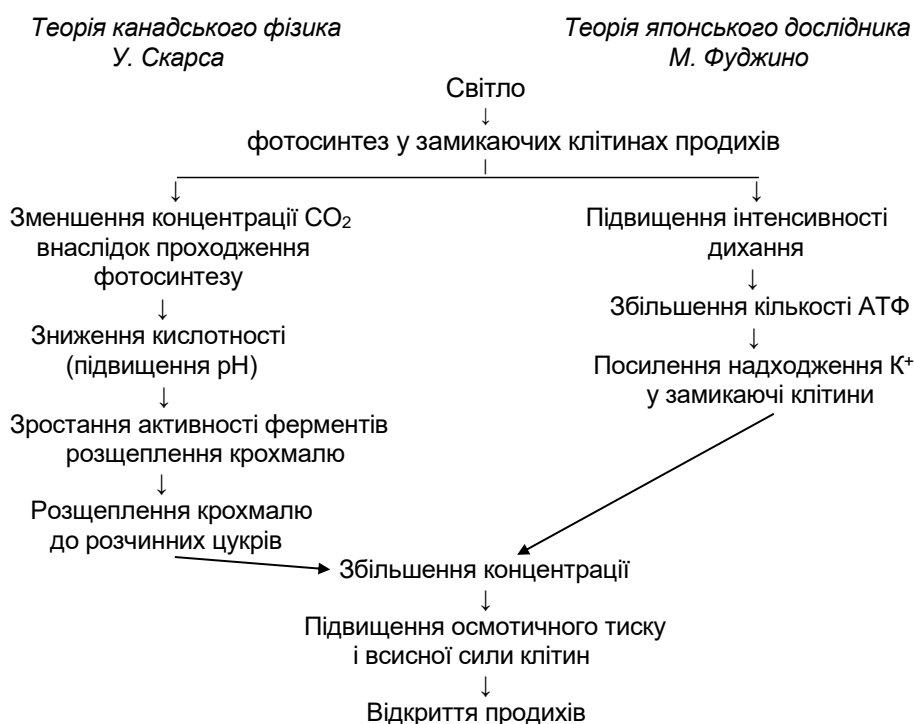 Теорія канадського фізика
У. Скарса
Теорія японського дослідника
М. Фуджино
Світло
↓
фотосинтез у замикаючих клітинах продихів
↓
Зменшення концентрації CO₂
внаслідок проходження
фотосинтезу
↓
Зниження кислотності
(підвищення pH)
↓
Зростання активності ферментів
розщеплення крохмалю
↓
Розщеплення крохмалю
до розчинних цукрів
↓
Підвищення інтенсивності
дихання
↓
Збільшення кількості АТФ
↓
Посилення надходження К⁺
у замикаючі клітини
Збільшення концентрації
↓
Підвищення осмотичного тиску
і всисної сили клітин
↓
Відкриття продихів